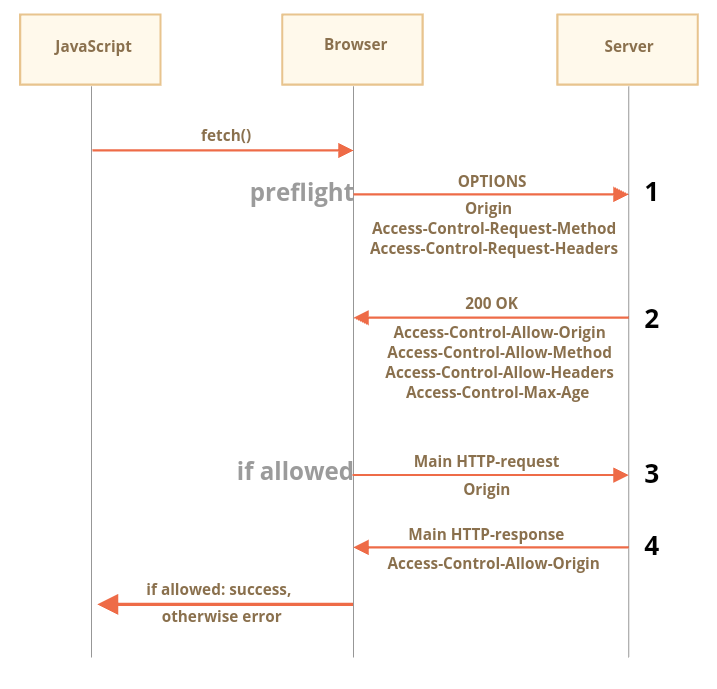 JavaScript
Browser
Server
fetch()
preflight
OPTIONS
1
Origin
Access-Control-Request-Method
Access-Control-Request-Headers
200 OK
2
Access-Control-Allow-Origin
Access-Control-Allow-Method
Access-Control-Allow-Headers
Access-Control-Max-Age
if allowed
Main HTTP-request
3
Origin
Main HTTP-response
4
Access-Control-Allow-Origin
if allowed: success,
otherwise error